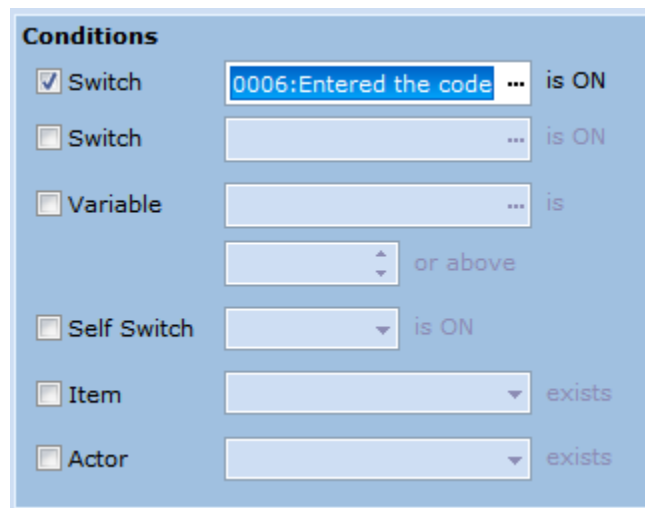 Conditions
Switch 0006:Entered the code ... is ON
Switch ... is ON
Variable ... is
or above
Self Switch is ON
Item exists
Actor exists